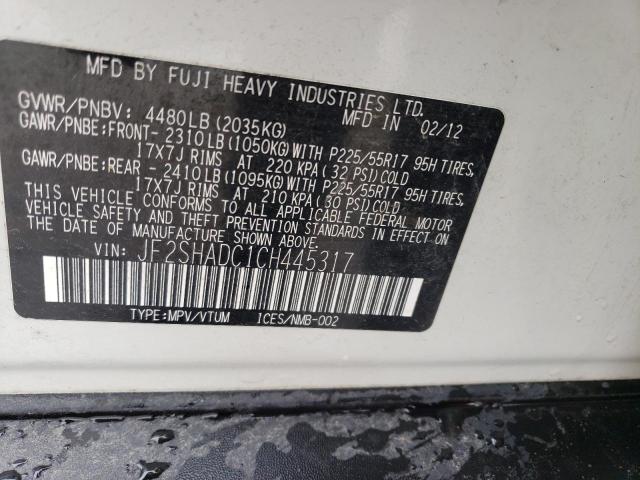 MFD BY FUJI HEAVY INDUSTRIES LTD.
GVWR/PNBV: 4480LB (2035KG) MFD IN 02/12
GAWR/PNBE: FRONT- 2310LB (1050KG) WITH P225/55R17 95H TIRES,
17X7J RIMS AT 220 KPA (32 PSI) COLD
GAWR/PNBE: REAR - 2410LB (1095KG) WITH P225/55R17 95H TIRES,
17X7J RIMS AT 210 KPA (30 PSI) COLD.
THIS VEHICLE CONFORMS TO ALL APPLICABLE FEDERAL MOTOR
VEHICLE SAFETY AND THEFT PREVENTION STANDARDS IN EFFECT ON
THE DATE OF MANUFACTURE SHOWN ABOVE.
VIN: JF2SHADC1CH445317
TYPE:MPV/VTUM ICES/NMB-002